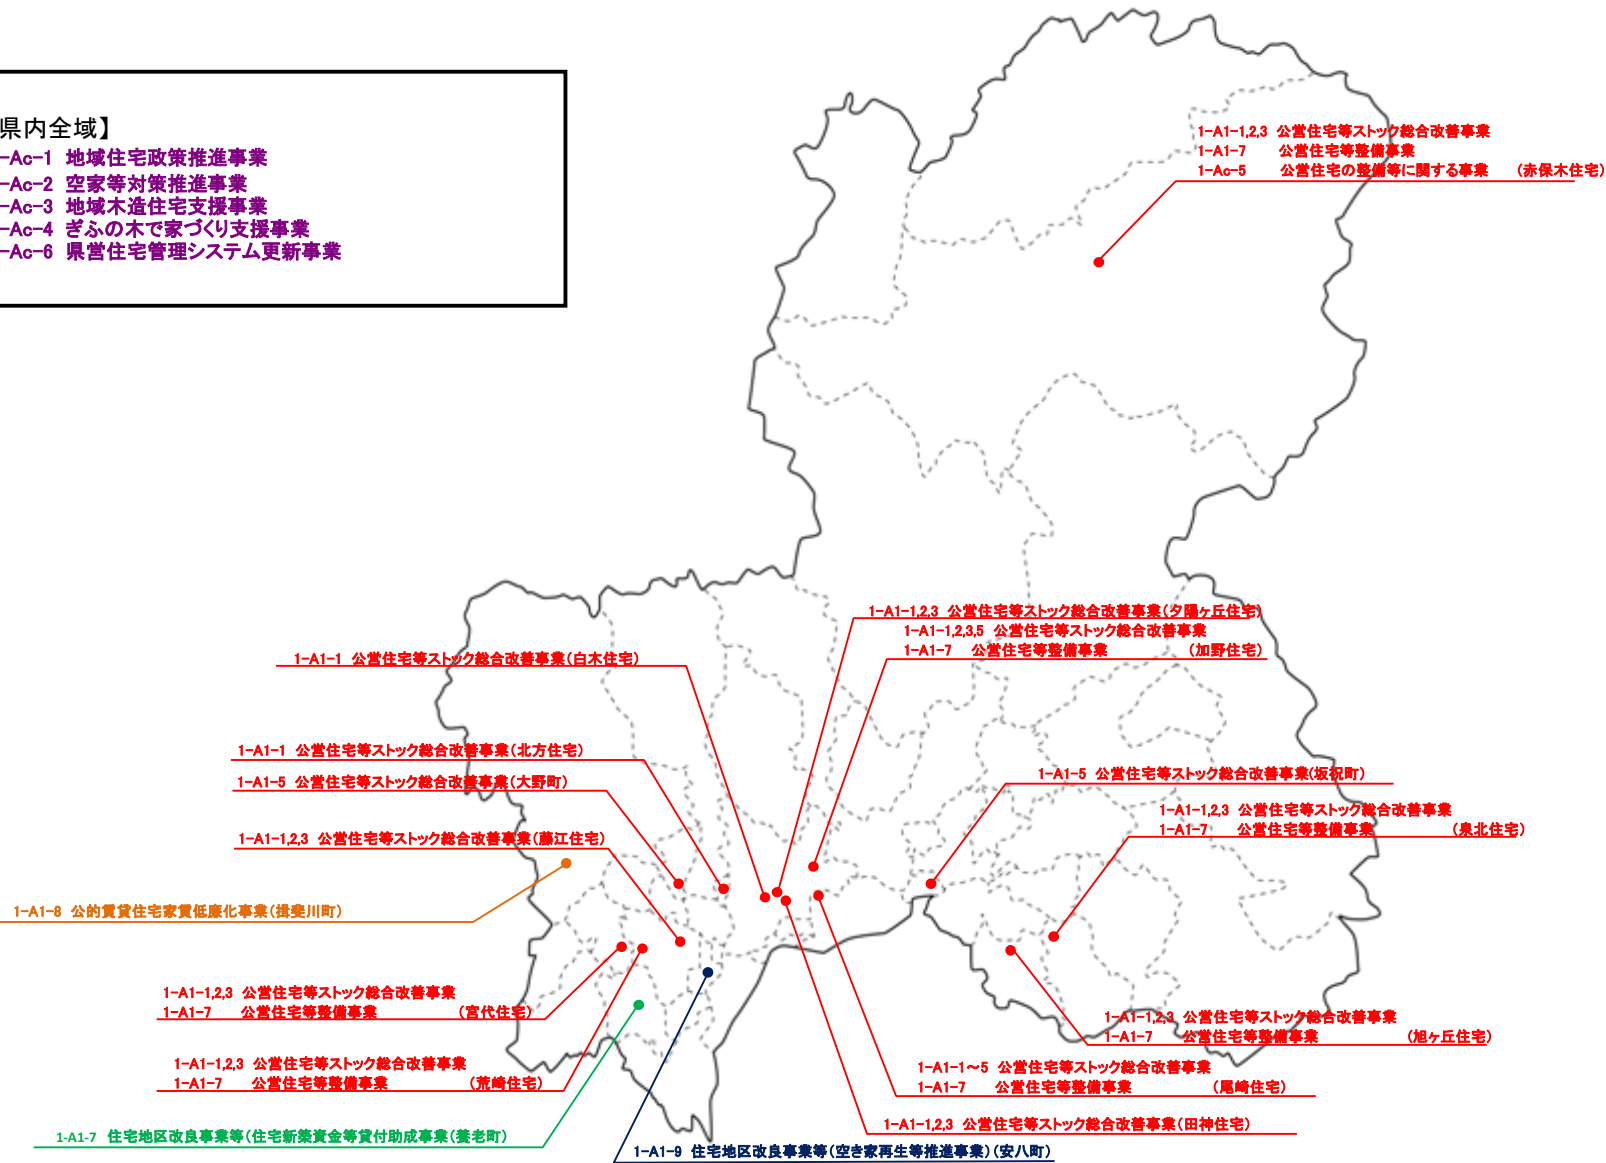 県内全域】
-Ac-1 地域住宅政策推進事業
-Ac-2 空家等対策推進事業
-Ac-3 地域木造住宅支援事業
-Ac-4 ぎふの木で家づくり支援事業
-Ac-6 県営住宅管理システム更新事業
1-A1-1,2,3 公営住宅等ストック総合改善事業
1-A1-7 公営住宅等整備事業
1-Ac-5 公営住宅の整備等に関する事業 (赤保木住宅)
1-A1-1,2,3 公営住宅等ストック総合改善事業(夕陽ヶ丘住宅)
1-A1-1,2,3,5 公営住宅等ストック総合改善事業
1-A1-7 公営住宅等整備事業 (加野住宅)
1-A1-1 公営住宅等ストック総合改善事業(白木住宅)
1-A1-1 公営住宅等ストック総合改善事業(北方住宅)
1-A1-5 公営住宅等ストック総合改善事業(大野町)
1-A1-5 公営住宅等ストック総合改善事業(坂祝町)
1-A1-1,2,3 公営住宅等ストック総合改善事業
1-A1-7 公営住宅等整備事業 (泉北住宅)
1-A1-1,2,3 公営住宅等ストック総合改善事業(藤江住宅)
1-A1-8 公的賃貸住宅家賃低廉化事業(揖斐川町)
1-A1-1,2,3 公営住宅等ストック総合改善事業
1-A1-7 公営住宅等整備事業 (宮代住宅)
1-A1-1,2,3 公営住宅等ストック総合改善事業
1-A1-7 公営住宅等整備事業 (旭ヶ丘住宅)
1-A1-1,2,3 公営住宅等ストック総合改善事業
1-A1-7 公営住宅等整備事業 (荒崎住宅)
1-A1-1～5 公営住宅等ストック総合改善事業
1-A1-7 公営住宅等整備事業 (尾崎住宅)
1-A1-1,2,3 公営住宅等ストック総合改善事業(田神住宅)
1-A1-7 住宅地区改良事業等(住宅新築資金等貸付助成事業(養老町)
1-A1-9 住宅地区改良事業等(空き家再生等推進事業)(安八町)